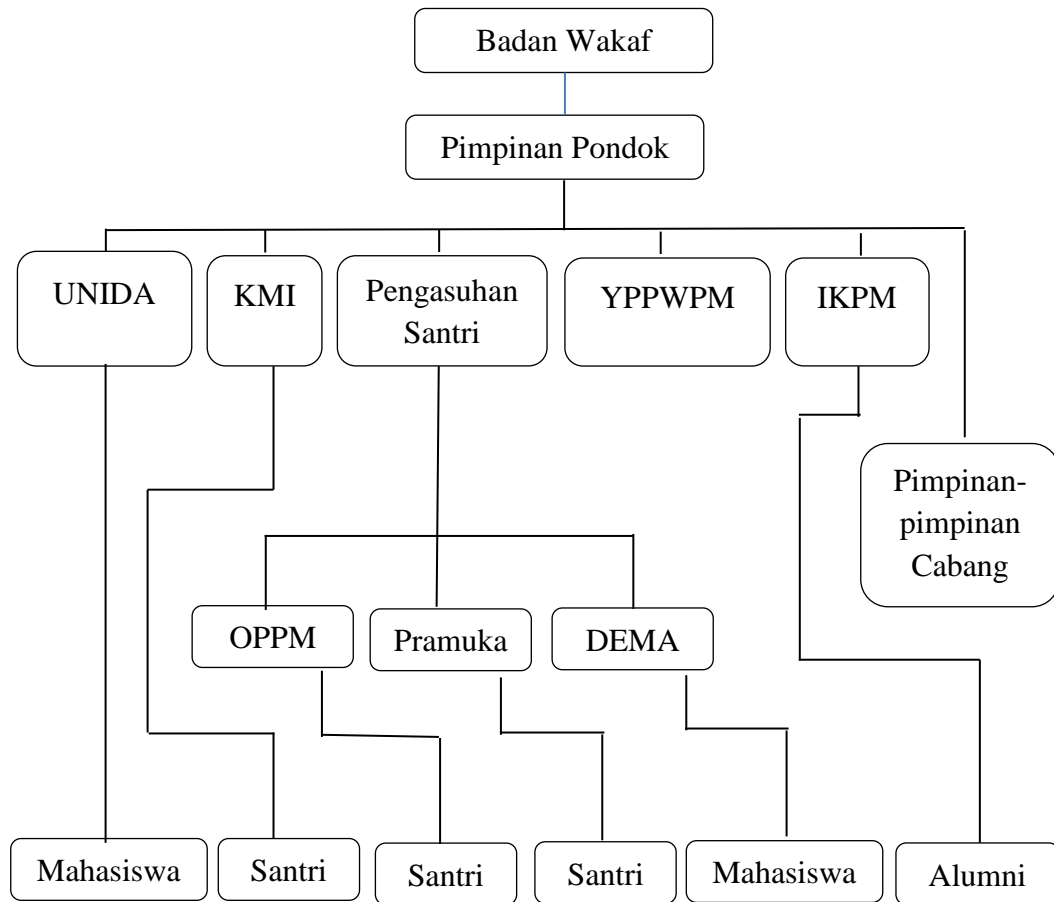 Badan Wakaf
Pimpinan Pondok
UNIDA
KMI
Pengasuhan
Santri
YPPWPM
IKPM
Pimpinan-
pimpinan
Cabang
OPPM
Pramuka
DEMA
Mahasiswa
Santri
Santri
Santri
Mahasiswa
Alumni